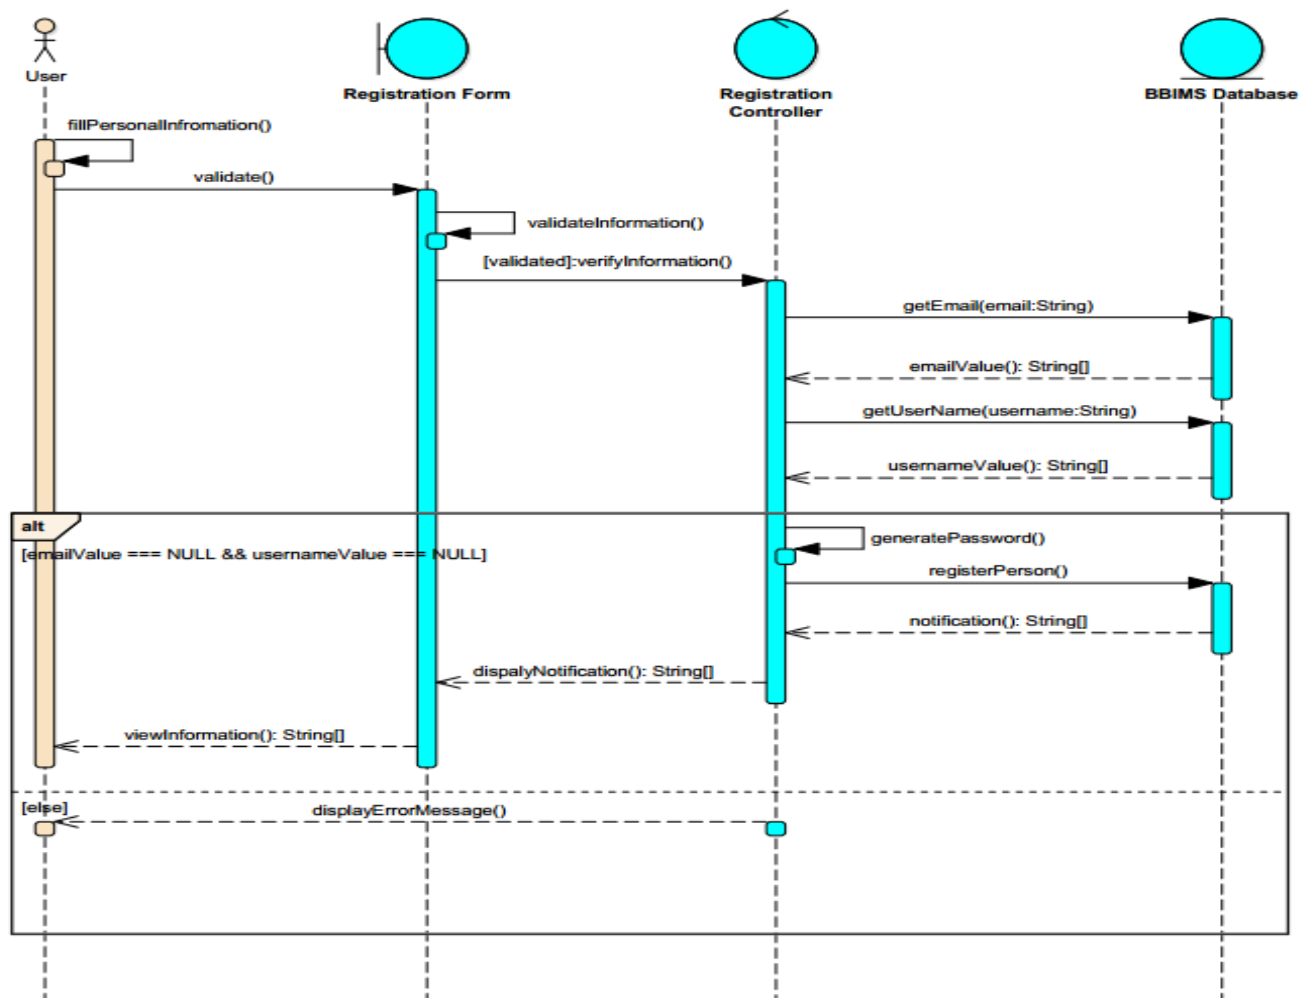 User
Registration Form
Registration
Controller
BBIMS Database
fillPersonalInfromation()
validate()
validateInformation()
[validated]:verifyInformation()
getEmail(email:String)
emailValue(): String[]
getUserName(username:String)
usernameValue(): String[]
alt
[emailValue === NULL && usernameValue === NULL]
generatePassword()
registerPerson()
notification(): String[]
dispalyNotification(): String[]
viewInformation(): String[]
[else]
displayErrorMessage()